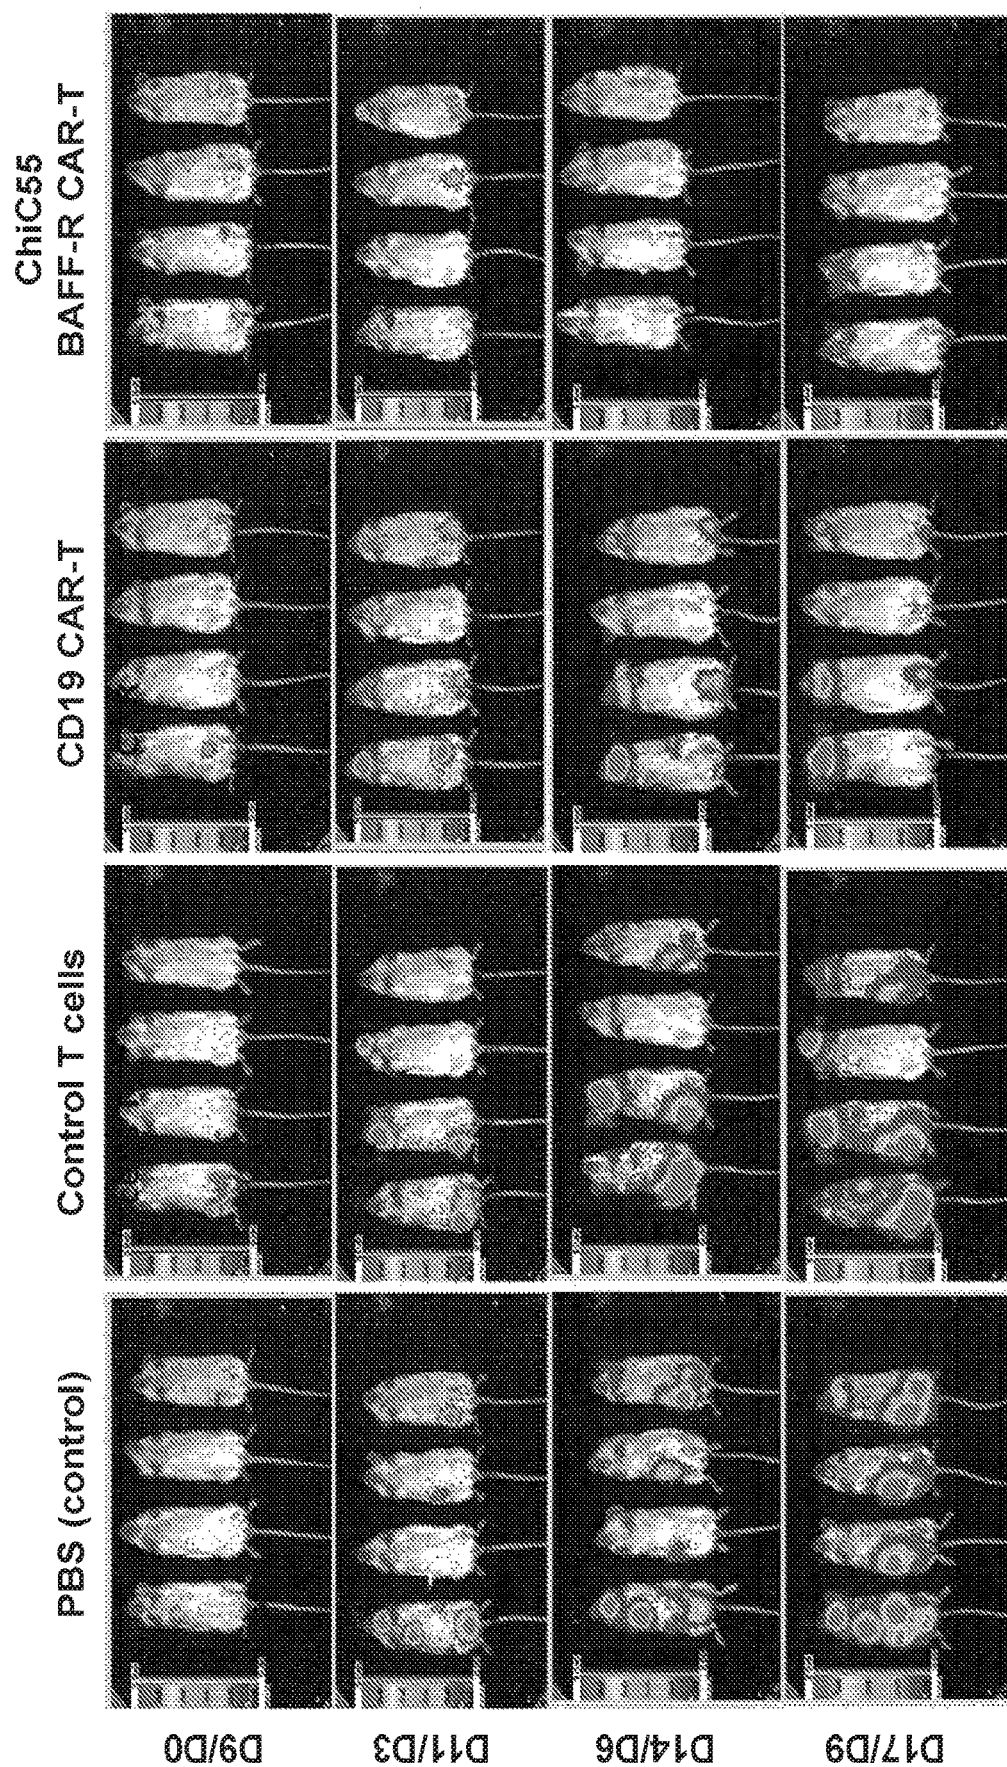 PBS (control)
Control T cells
CD19 CAR-T
ChiC55
BAFF-R CAR-T
D9/D0
D11/D3
D14/D6
D17/D9